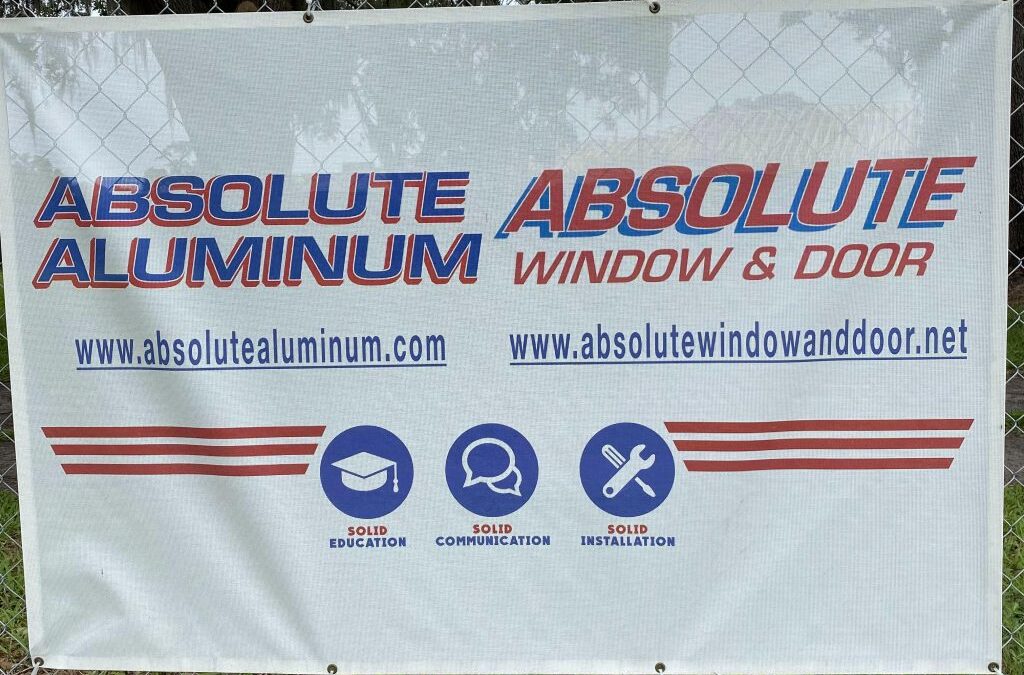 ABSOLUTE
ALUMINUM
www.absolutealuminum.com
ABSOLUTE
WINDOW & DOOR
www.absolutewindowanddoor.net
SOLID
EDUCATION
SOLID
COMMUNICATION
SOLID
INSTALLATION